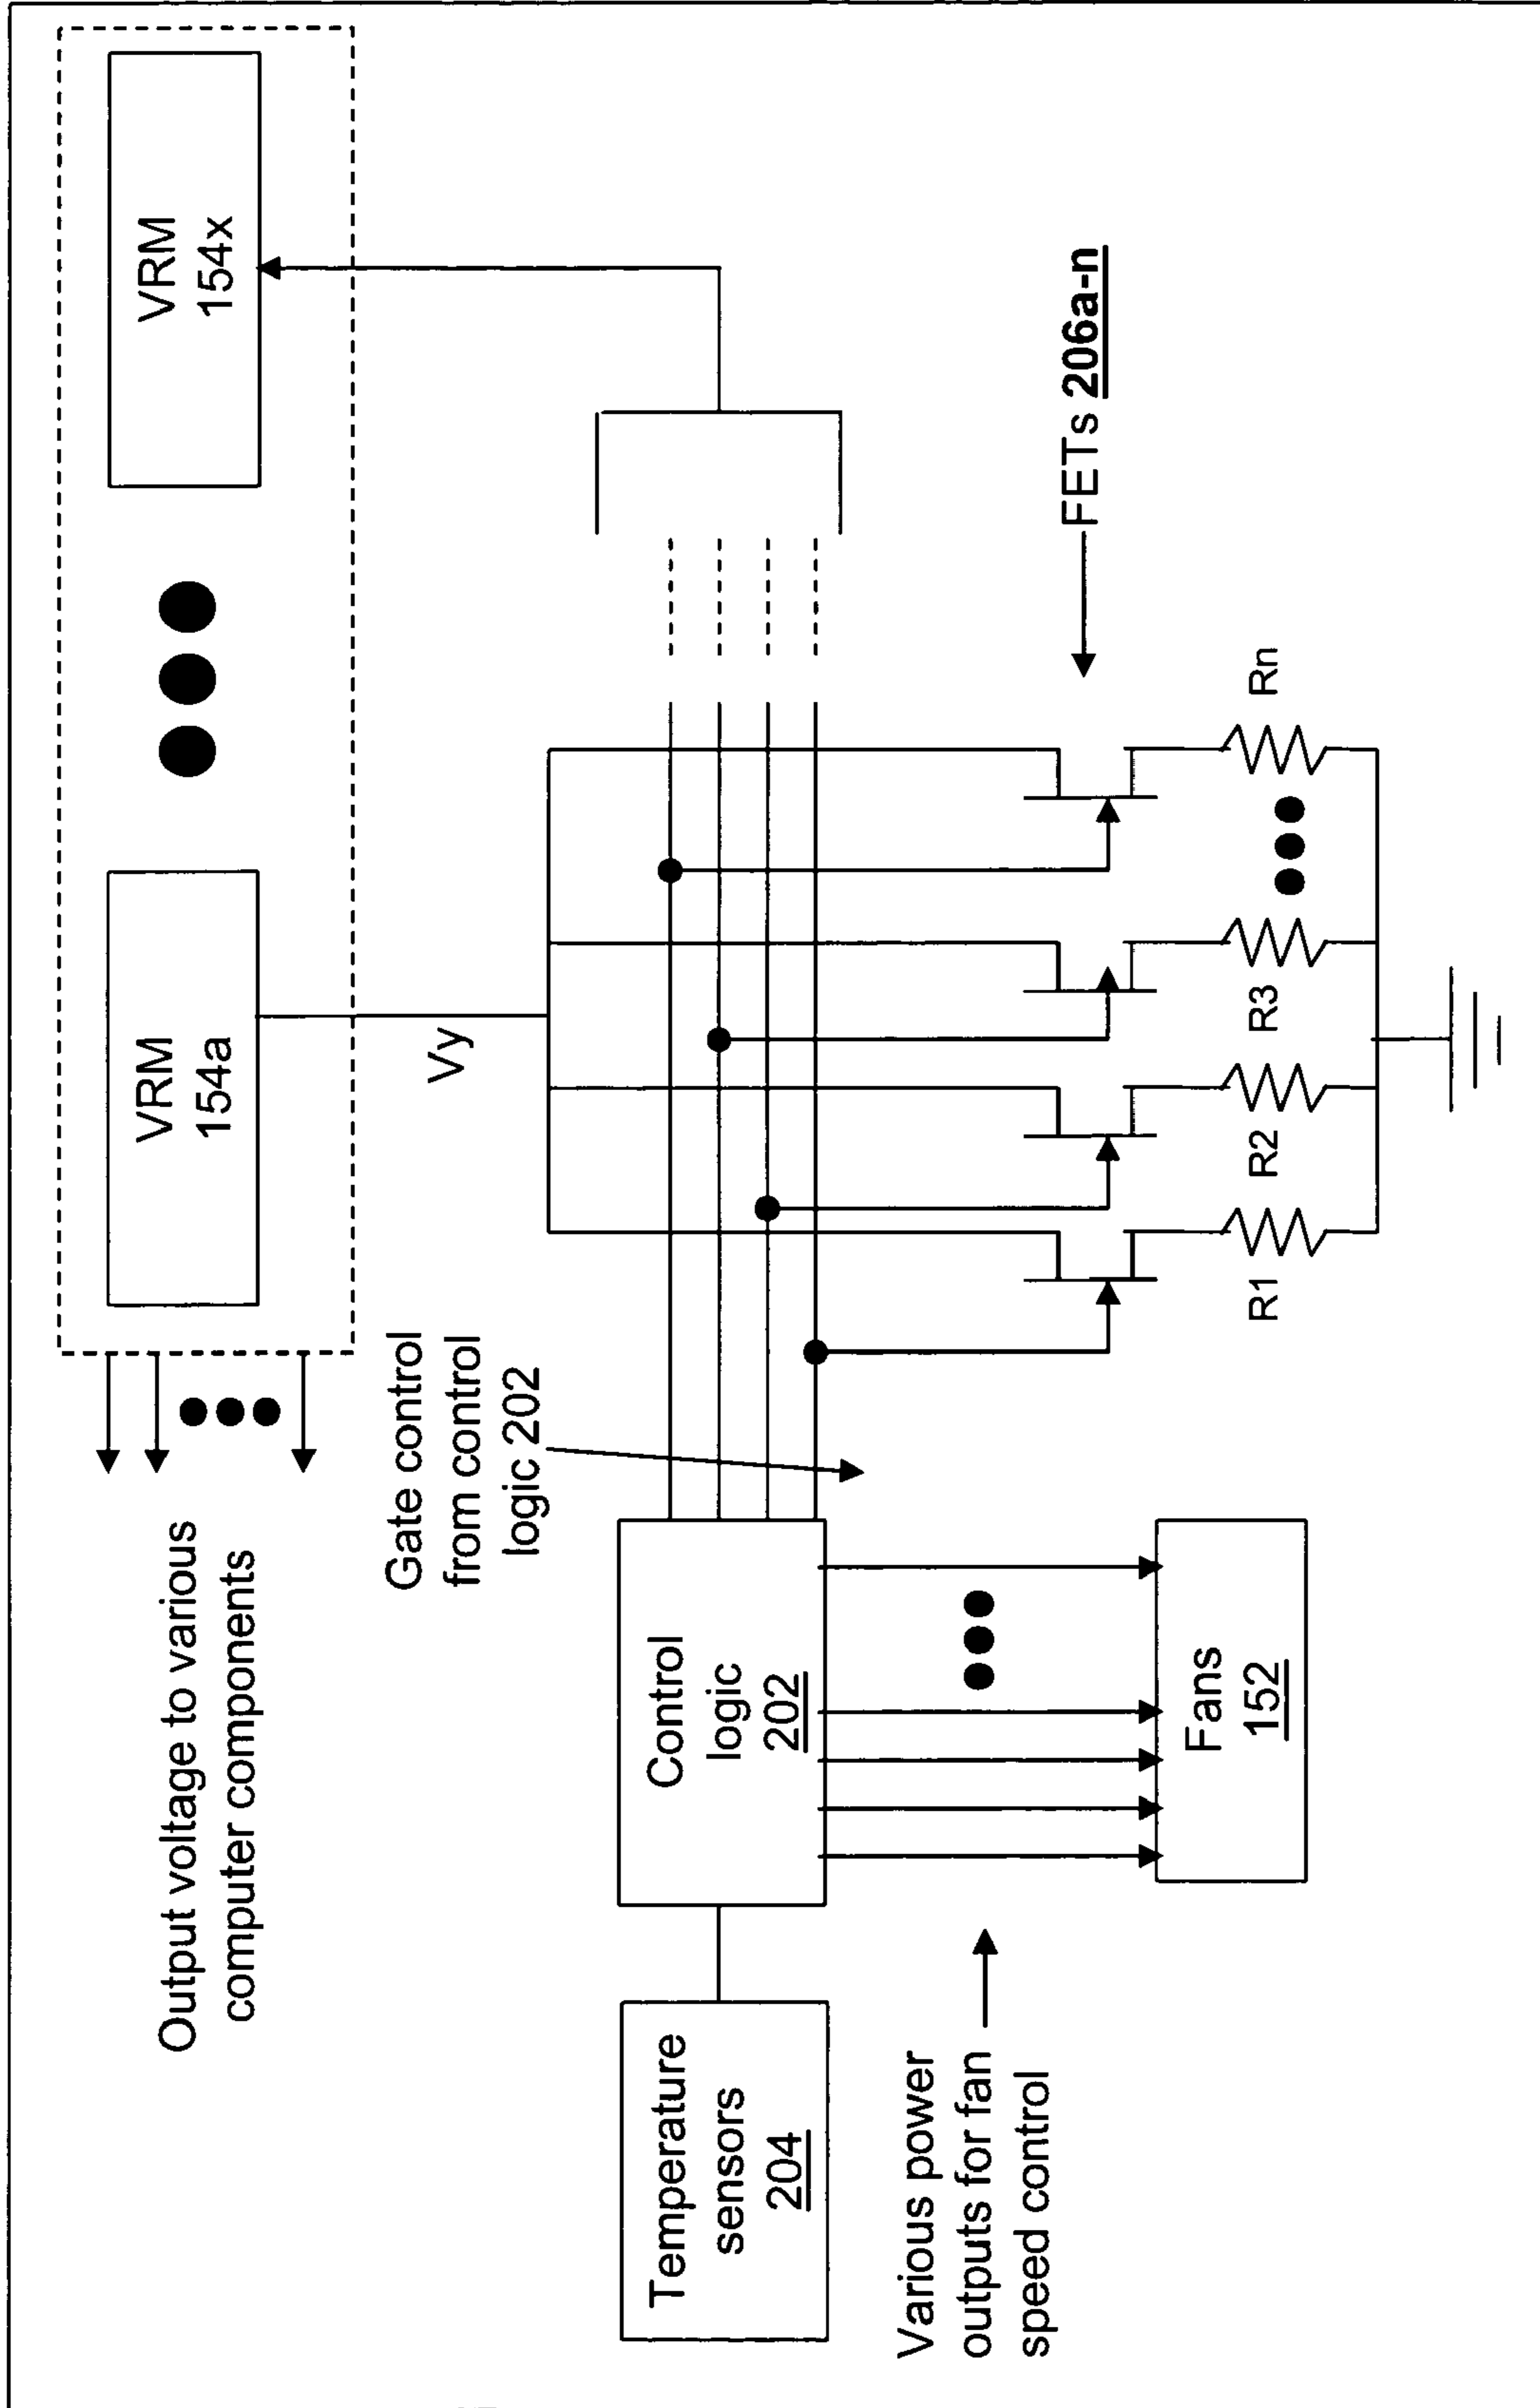 Output voltage to various
computer components
VRM
154a
VRM
154x
Gate control
from control
logic 202
Vy
Temperature
sensors
204
Control
logic
202
Various power
outputs for fan
speed control
Fans
152
FETs 206a-n
R1
R2
R3
Rn